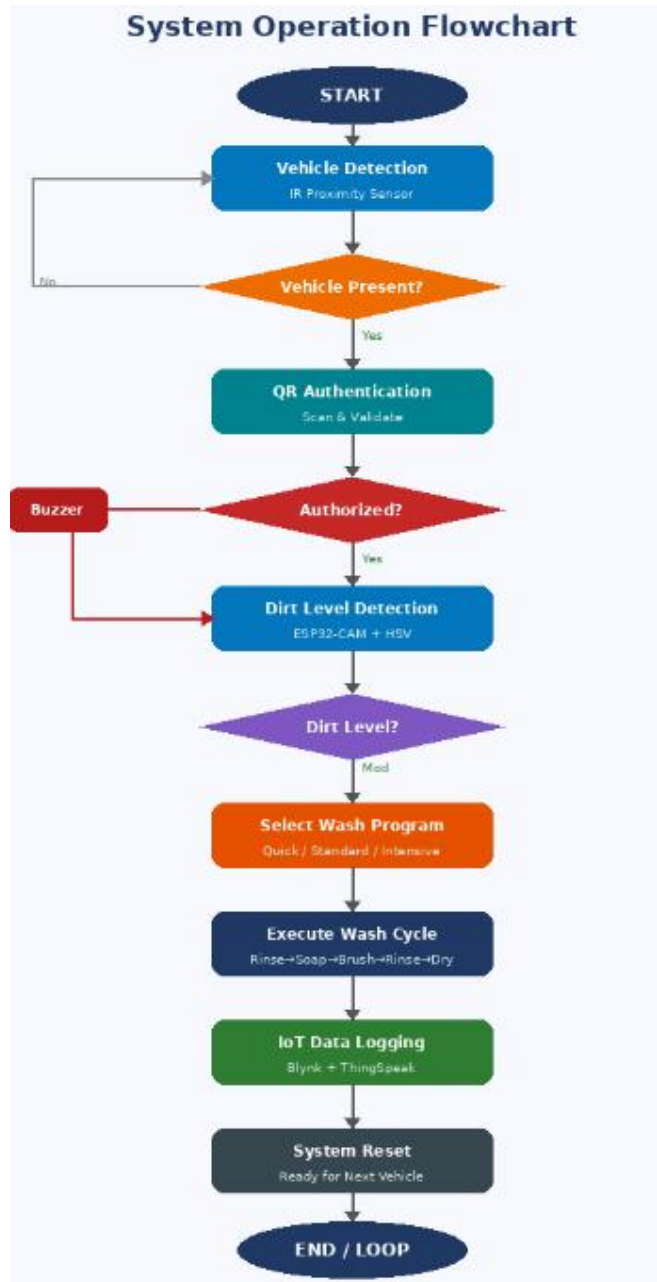 System Operation Flowchart
START
Vehicle Detection
IR Proximity Sensor
No
Vehicle Present?
Yes
QR Authentication
Scan & Validate
Buzzer
Authorized?
Yes
Dirt Level Detection
ESP32-CAM + HSV
Dirt Level?
Mod
Select Wash Program
Quick / Standard / Intensive
Execute Wash Cycle
Rinse→Soap→Brush→Rinse→Dry
IoT Data Logging
Blynk + ThingSpeak
System Reset
Ready for Next Vehicle
END / LOOP